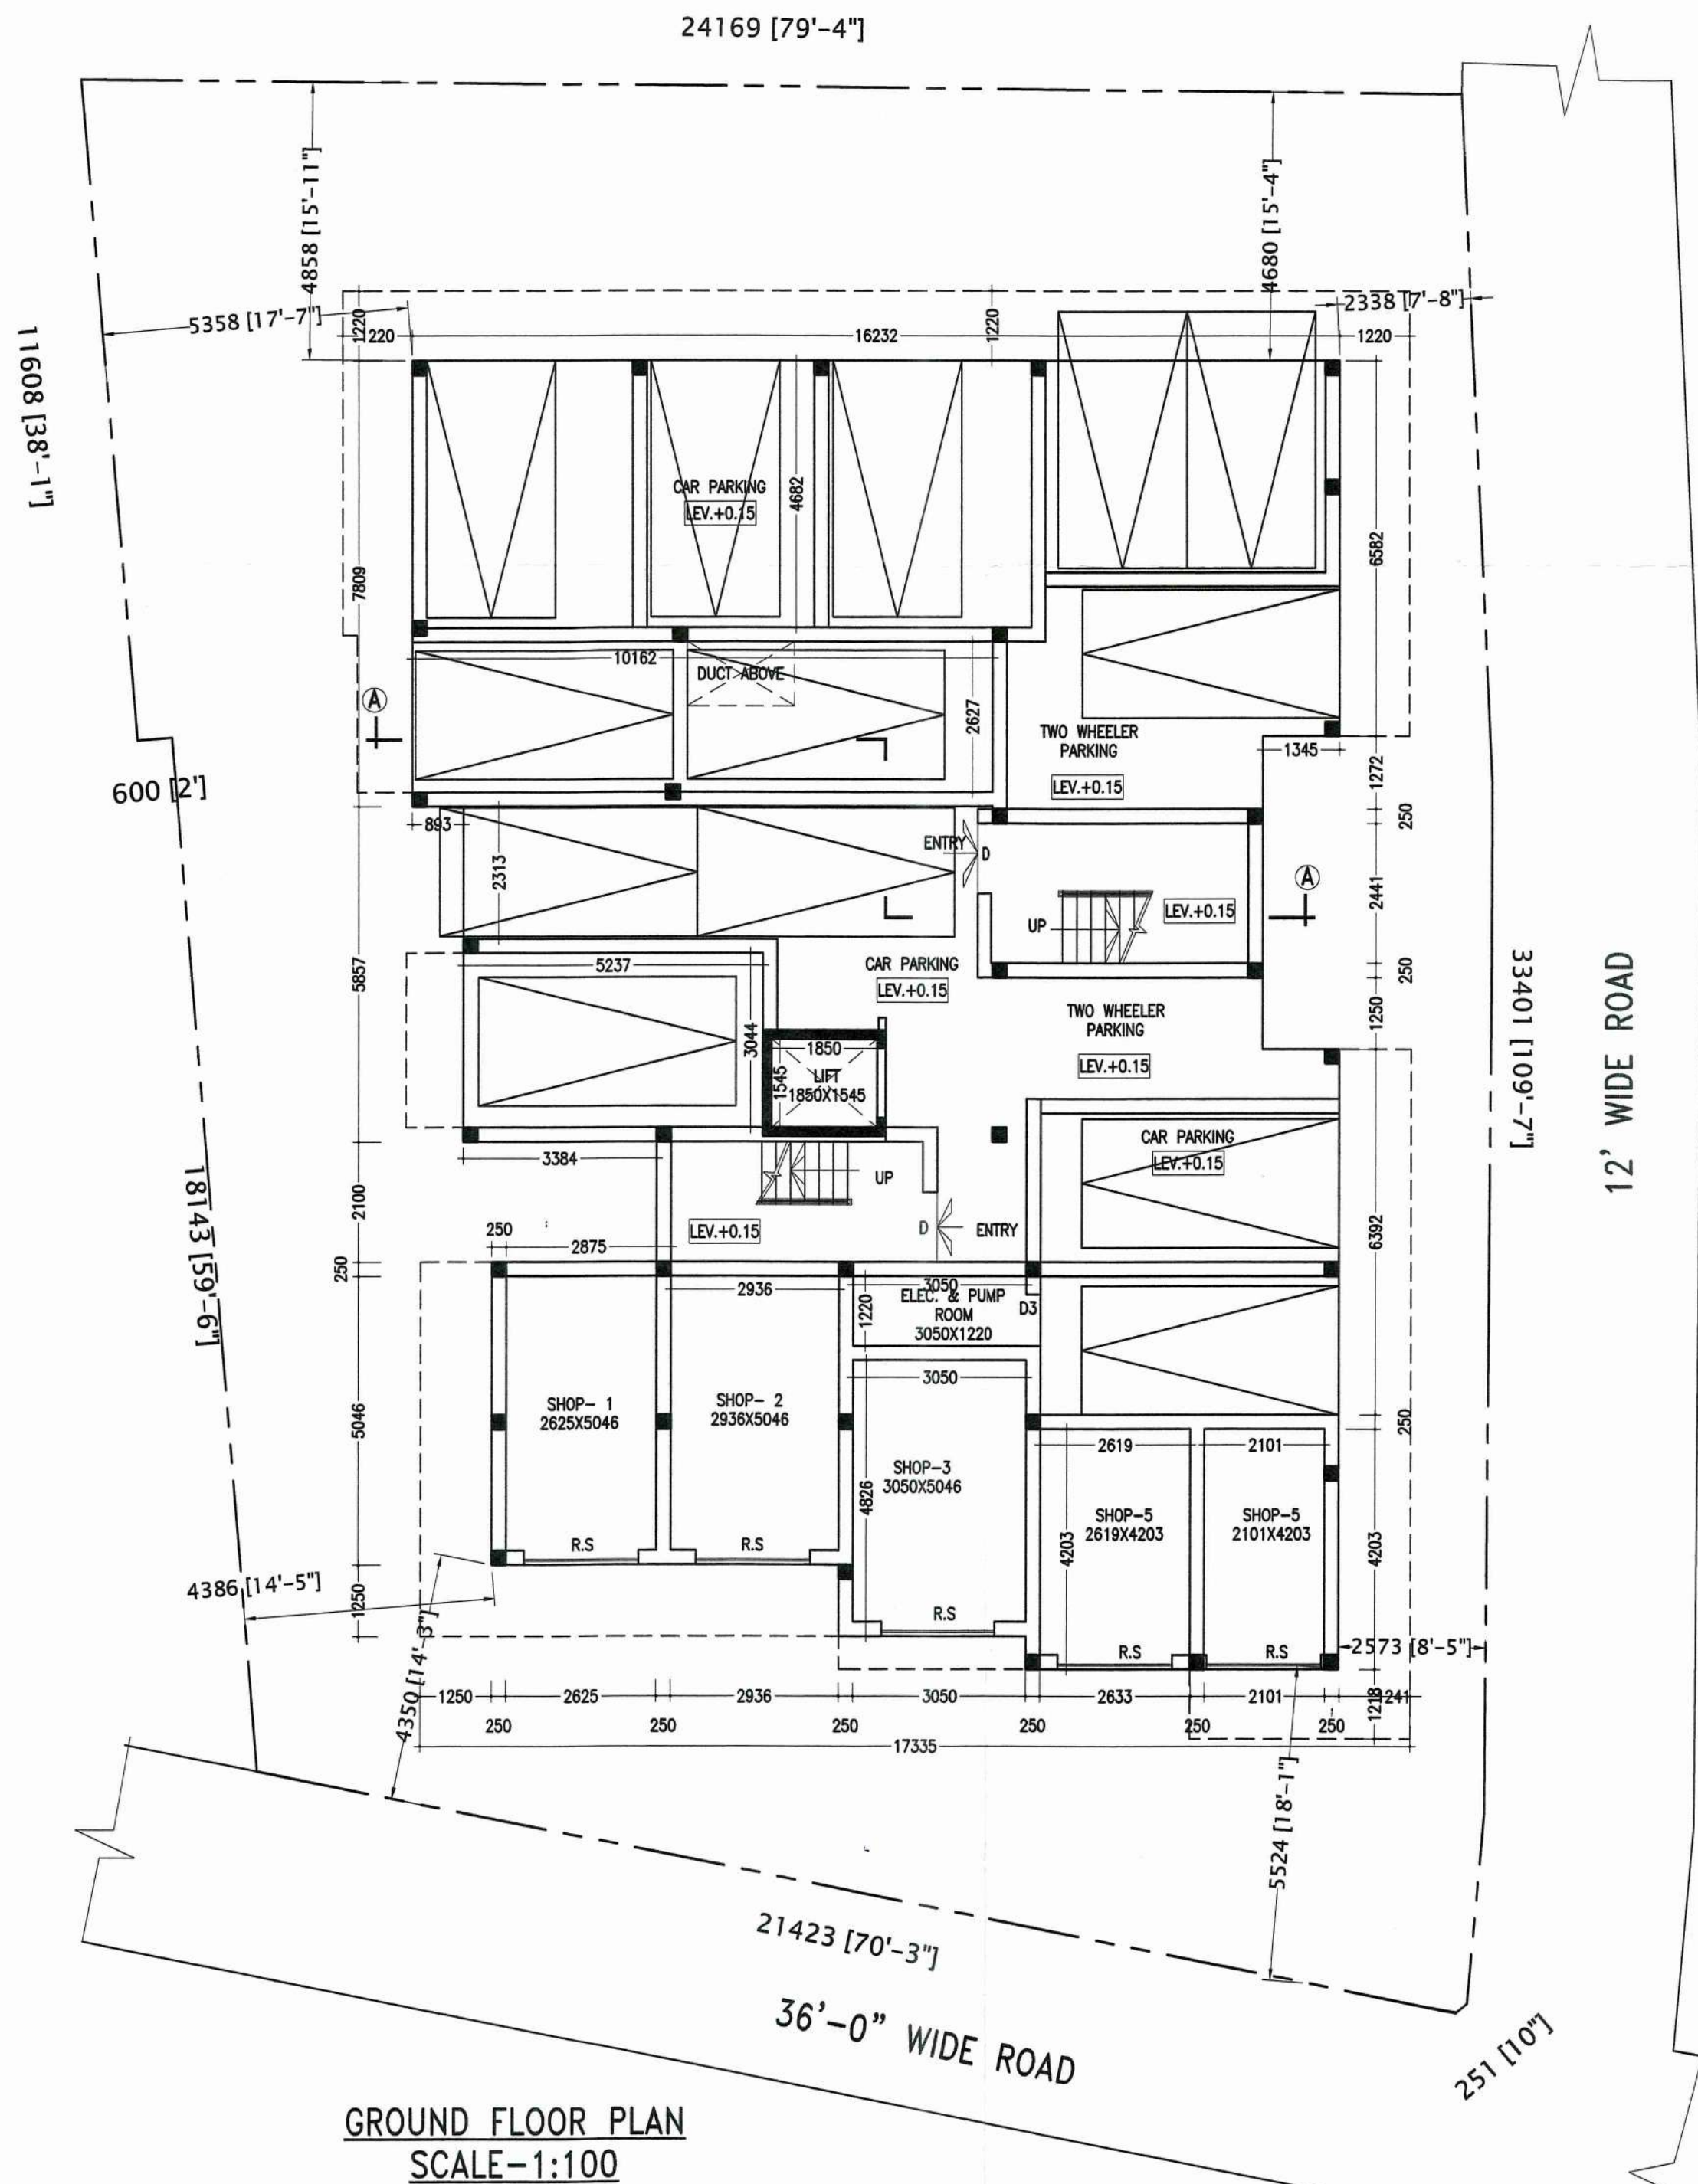 24169 [79'-4"]
4858 [15'-11"]
4680 [15'-4"]
5358 [17'-7"]
1220
1220
16232
1220
2338 [7'-8"]
1220
11608 [38'-1"]
CAR PARKING
LEV.+0.15
4682
7809
6582
10162
DUCT ABOVE
2627
A
TWO WHEELER
PARKING
LEV.+0.15
1345
1272
600 [2']
893
250
ENTRY
D
2313
UP
LEV.+0.15
A
2441
5857
5237
CAR PARKING
LEV.+0.15
250
33401 [109'-7"]
12' WIDE ROAD
TWO WHEELER
PARKING
LEV.+0.15
1250
3044
1850
1545
LIFT
1850X1545
CAR PARKING
LEV.+0.15
3384
UP
2100
18143 [59'-6"]
250
2875
LEV.+0.15
D
ENTRY
6392
250
2936
3050
1220
ELEC. & PUMP
ROOM
3050X1220
D3
3050
SHOP- 1
2625X5046
SHOP- 2
2936X5046
5046
250
2619
2101
SHOP-3
3050X5046
4826
SHOP-5
2619X4203
SHOP-5
2101X4203
4203
4203
R.S
R.S
4386 [14'-5"]
1250
R.S
R.S
R.S
2573 [8'-5"]
4350 [14'-3"]
1250
2625
2936
3050
2633
2101
1218
1241
250
250
250
250
250
250
17335
5524 [18'-1"]
21423 [70'-3"]
36'-0" WIDE ROAD
251 [10"]
GROUND FLOOR PLAN
SCALE-1:100